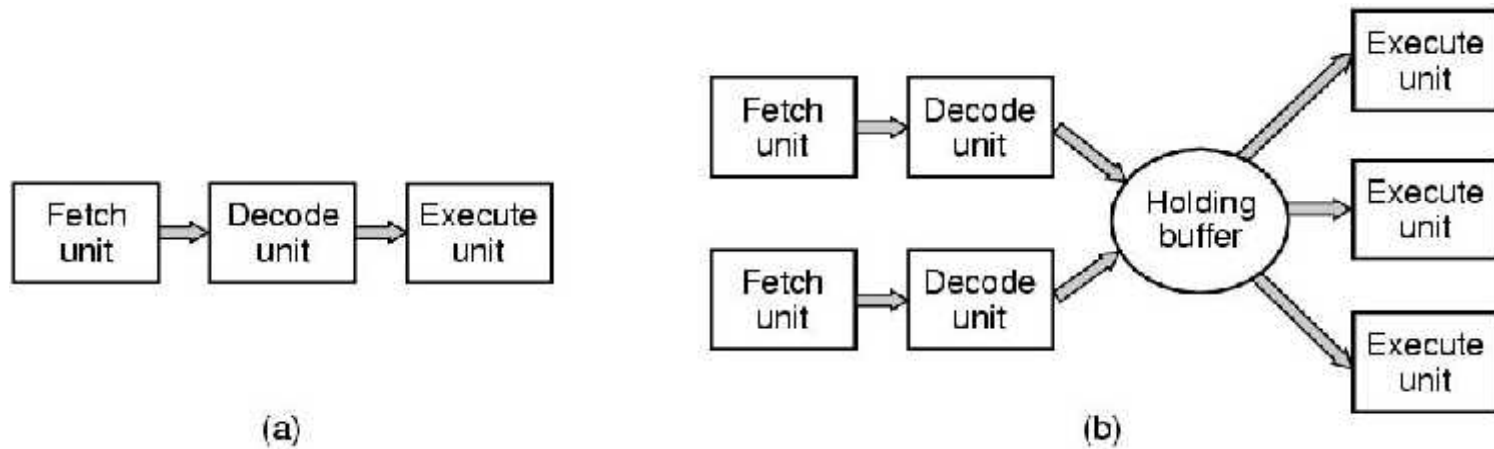 Fetch
unit
Decode
unit
Execute
unit
(a)
Fetch
unit
Decode
unit
Fetch
unit
Decode
unit
Holding
buffer
Execute
unit
Execute
unit
Execute
unit
(b)